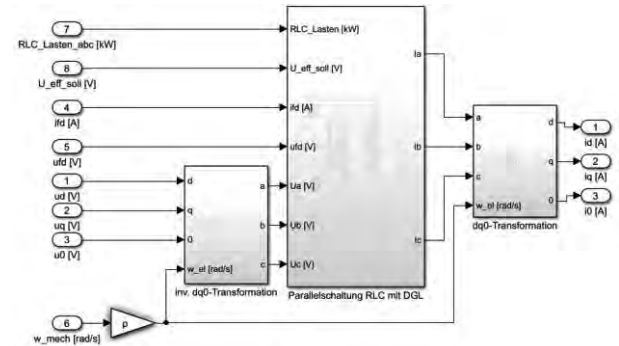 7
RLC_Lasten_abc [kW]
8
U_eff_soll [V]
4
ifd [A]
5
ufd [V]
1
ud [V]
2
uq [V]
3
u0 [V]
6
w_mech [rad/s]
p
d
q
0
w_el [rad/s]
a
b
c
inv. dq0-Transformation
RLC_Lasten [kW]
U_eff_soll [V]
ifd [A]
ufd [V]
Ua [V]
Ub [V]
Uc [V]
Ia
Ib
Ic
Parallelschaltung RLC mit DGL
a
b
c
w_el [rad/s]
d
q
0
dq0-Transformation
1
id [A]
2
iq [A]
3
i0 [A]